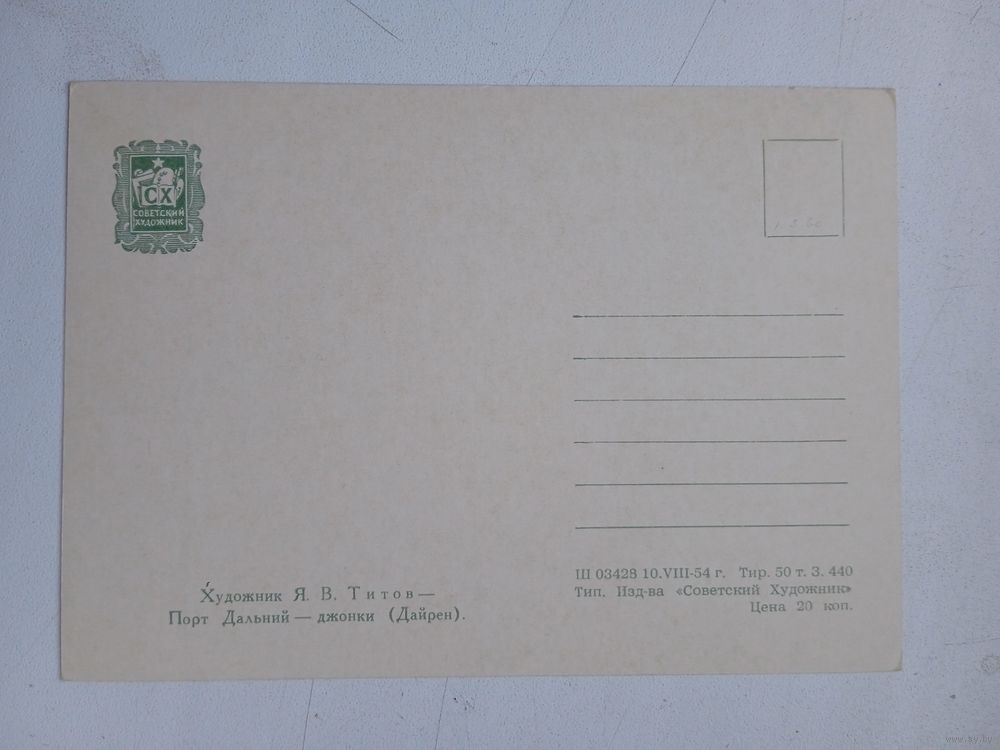 СХ
СОВЕТСКИЙ
ХУДОЖНИК
Художник Я. В. Титов —
Порт Дальний — джонки (Дайрен).
Ш 03428 10.VIII-54 г. Тир. 50 т. З. 440
Тип. Изд-ва «Советский Художник»
Цена 20 коп.